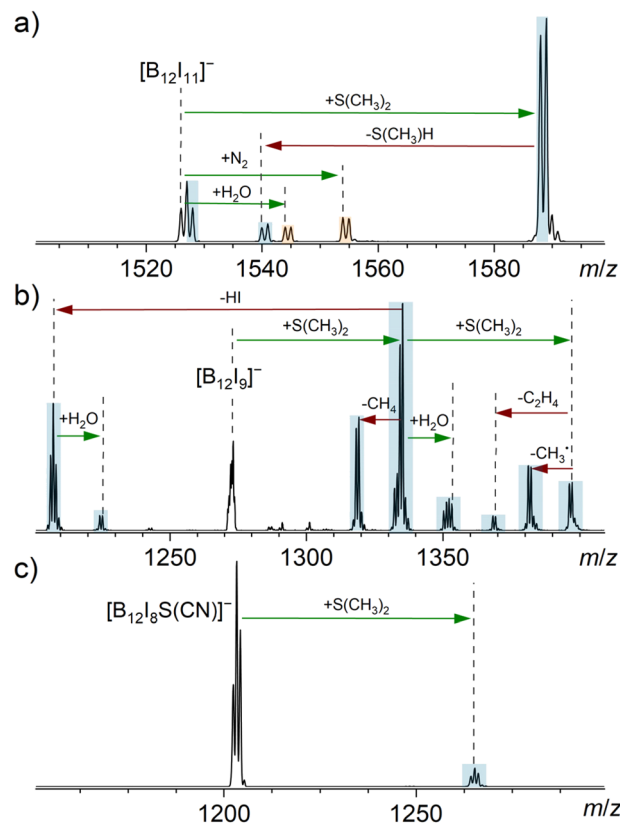 a)
[B₁₂I₁₁]⁻
+S(CH₃)₂
-S(CH₃)H
+N₂
+H₂O
1520 1540 1560 1580 m/z
b)
-HI
+S(CH₃)₂ +S(CH₃)₂
[B₁₂I₉]⁻
-C₂H₄
+H₂O -CH₄ +H₂O
-CH₃•
1250 1300 1350 m/z
c)
[B₁₂I₈S(CN)]⁻ +S(CH₃)₂
1200 1250 m/z